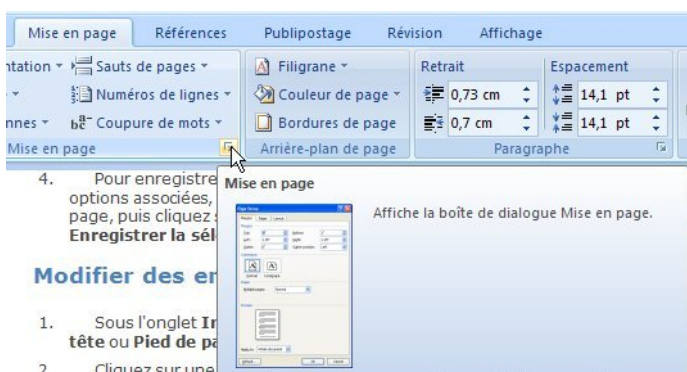 Mise en page Références Publipostage Révision Affichage
ntation Sauts de pages Filigrane Retrait Espacement
Numéros de lignes Couleur de page 0,73 cm 14,1 pt
nnes Coupure de mots Bordures de page 0,7 cm 14,1 pt
Mise en page Arrière-plan de page Paragraphe
4. Pour enregistre
Mise en page
options associées,
page, puis cliquez
Affiche la boîte de dialogue Mise en page.
Enregistrer la sél
Modifier des en
1. Sous l'onglet In
tête ou Pied de pa
2. Cliquez sur une